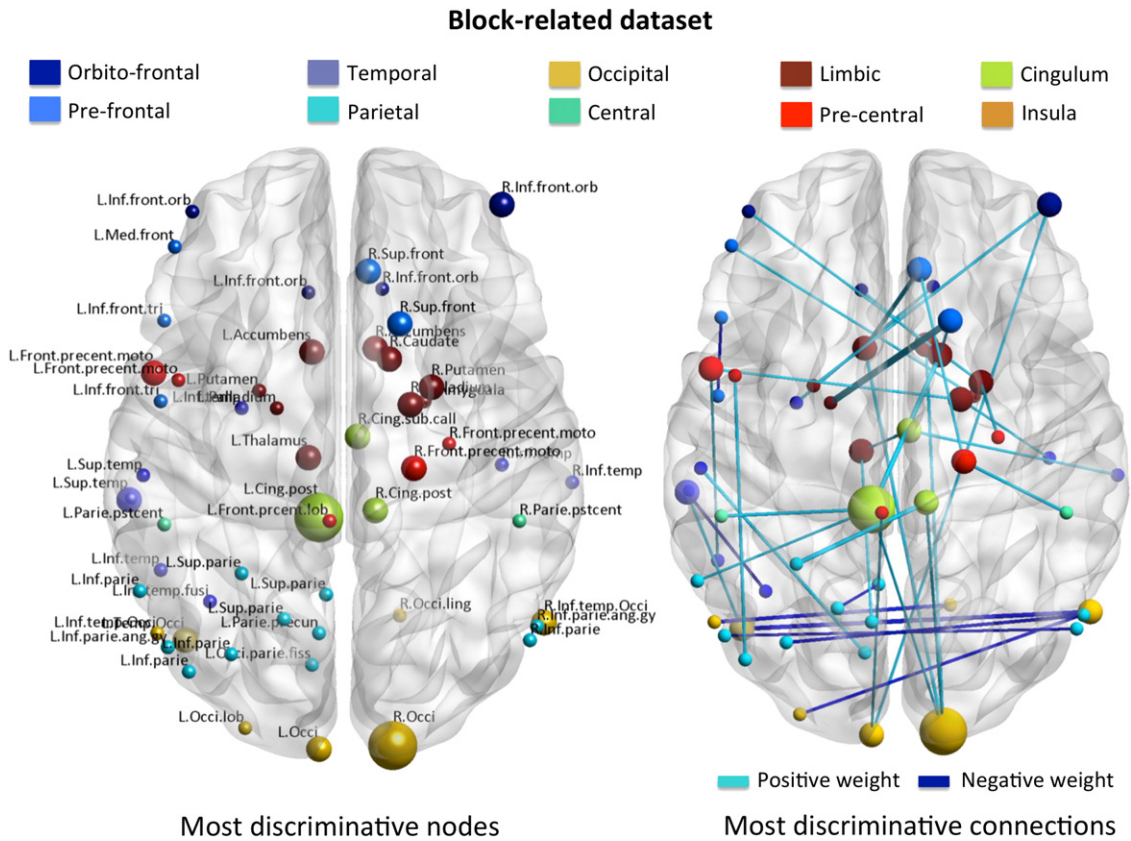 Block-related dataset
Orbito-frontal Temporal Occipital Limbic Cingulum
Pre-frontal Parietal Central Pre-central Insula
R.Inf.front.orb
L.Inf.front.orb
L.Med.front
R.Sup.front
L.Inf.front.orb
R.Inf.front.orb
L.Inf.front.tri
R.Sup.front
L.Accumbens
R.Caudate
L.Front.precent.moto
L.Front.precent.moto
R.Putamen
L.Putamen
L.Inf.front.tri
R.Cing.sub.call
R.Front.precent.moto
L.Thalamus
R.Front.precent.moto
L.Sup.temp
R.Inf.temp
L.Sup.temp
L.Cing.post
R.Cing.post
L.Parie.pstcent
L.Front.prcent.lob
R.Parie.pstcent
L.Inf.temp
L.Sup.parie
L.Inf.parie
L.Sup.parie
L.Sup.parie
R.Occi.ling
R.Inf.temp.Occi
R.Inf.parie.ang.gy
L.Parie.precun
R.Inf.parie
L.Inf.parie.ang.gy
L.Inf.parie
L.Inf.parie
L.Occi.parie.fiss
L.Occi.lob
L.Occi
R.Occi
Positive weight Negative weight
Most discriminative nodes
Most discriminative connections